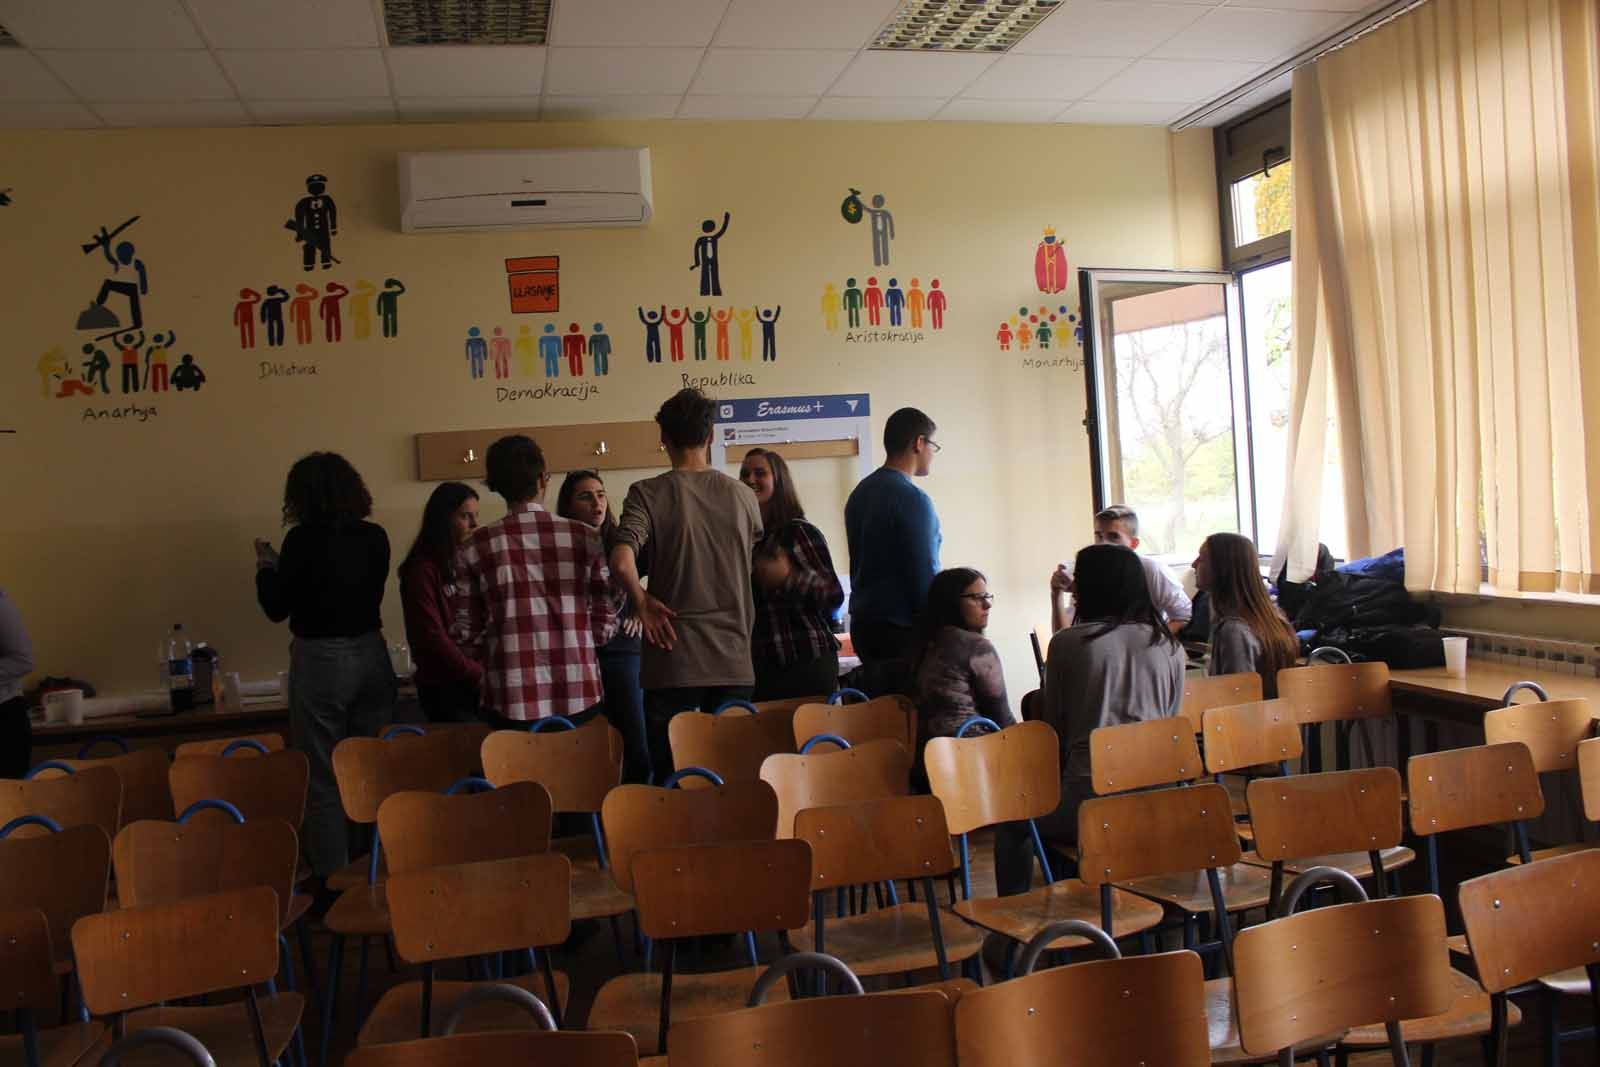 Anarhija
Diktatura
GLASANJE
Demokracija
Republika
Aristokracija
Monarhija
Erasmus+